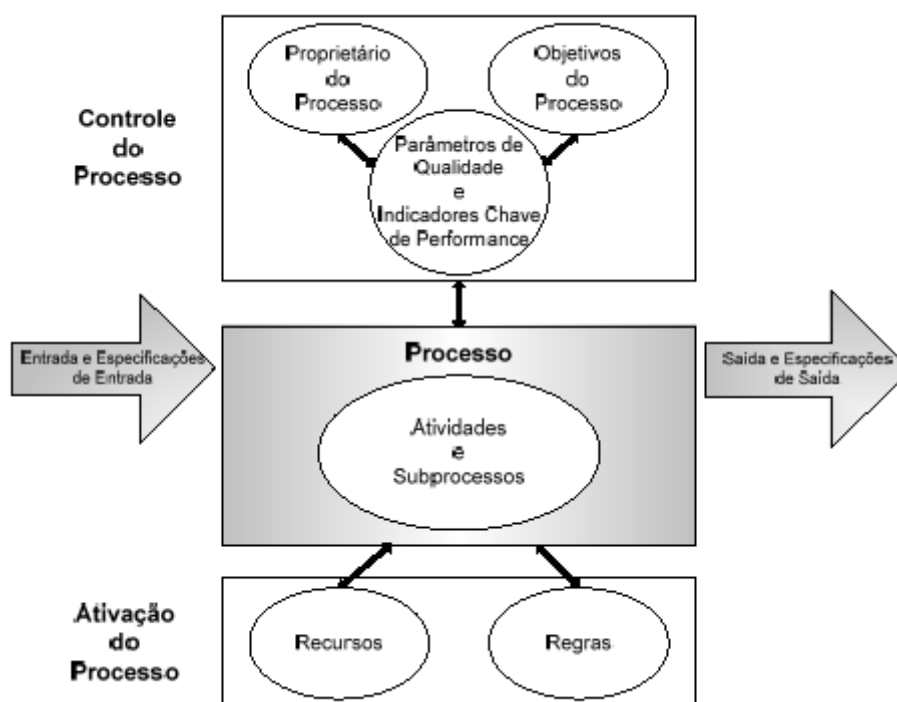 Controle
do
Processo
Proprietário
do
Processo
Objetivos
do
Processo
Parâmetros de
Qualidade
e
Indicadores Chave
de Performance
Entrada e Especificações
de Entrada
Processo
Atividades
e
Subprocessos
Saída e Especificações
de Saída
Ativação
do
Processo
Recursos
Regras